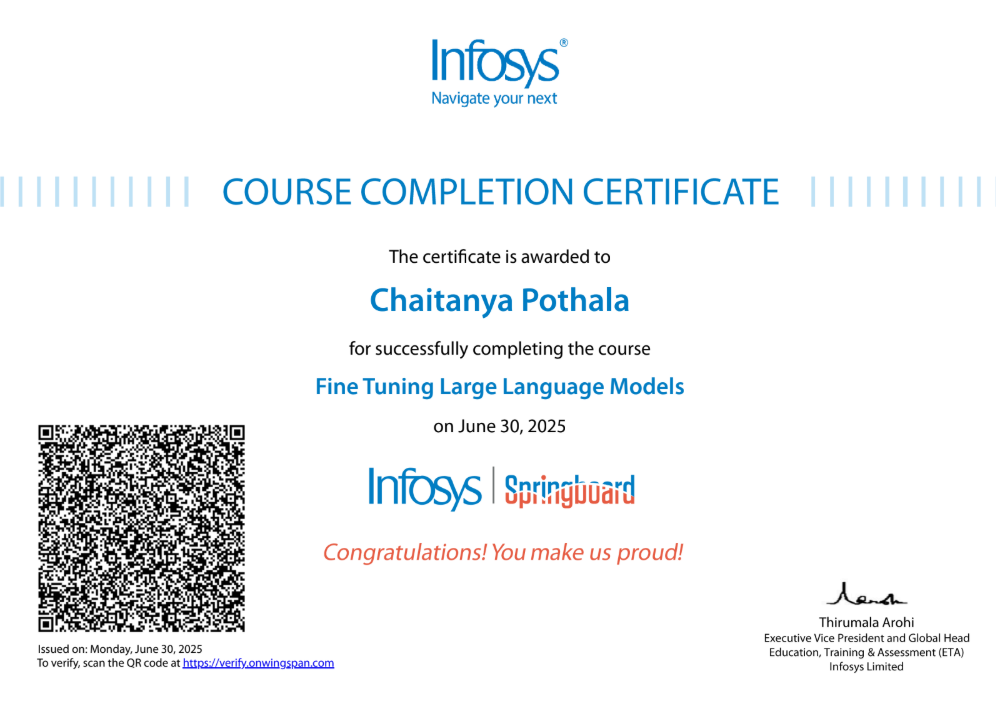 Infosys®
Navigate your next
COURSE COMPLETION CERTIFICATE
The certificate is awarded to
Chaitanya Pothala
for successfully completing the course
Fine Tuning Large Language Models
on June 30, 2025
Infosys | Springboard
Congratulations! You make us proud!
Issued on: Monday, June 30, 2025
To verify, scan the QR code at https://verify.onwingspan.com
Thirumala Arohi
Executive Vice President and Global Head
Education, Training & Assessment (ETA)
Infosys Limited